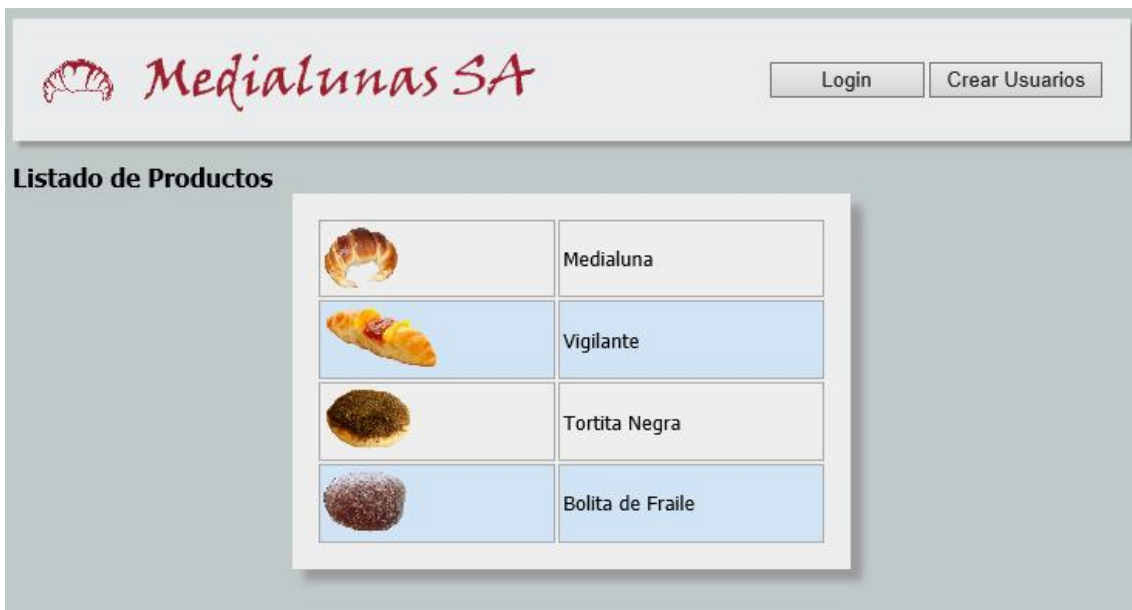 Medialunas SA
Login
Crear Usuarios
Listado de Productos
Medialuna
Vigilante
Tortita Negra
Bolita de Fraile